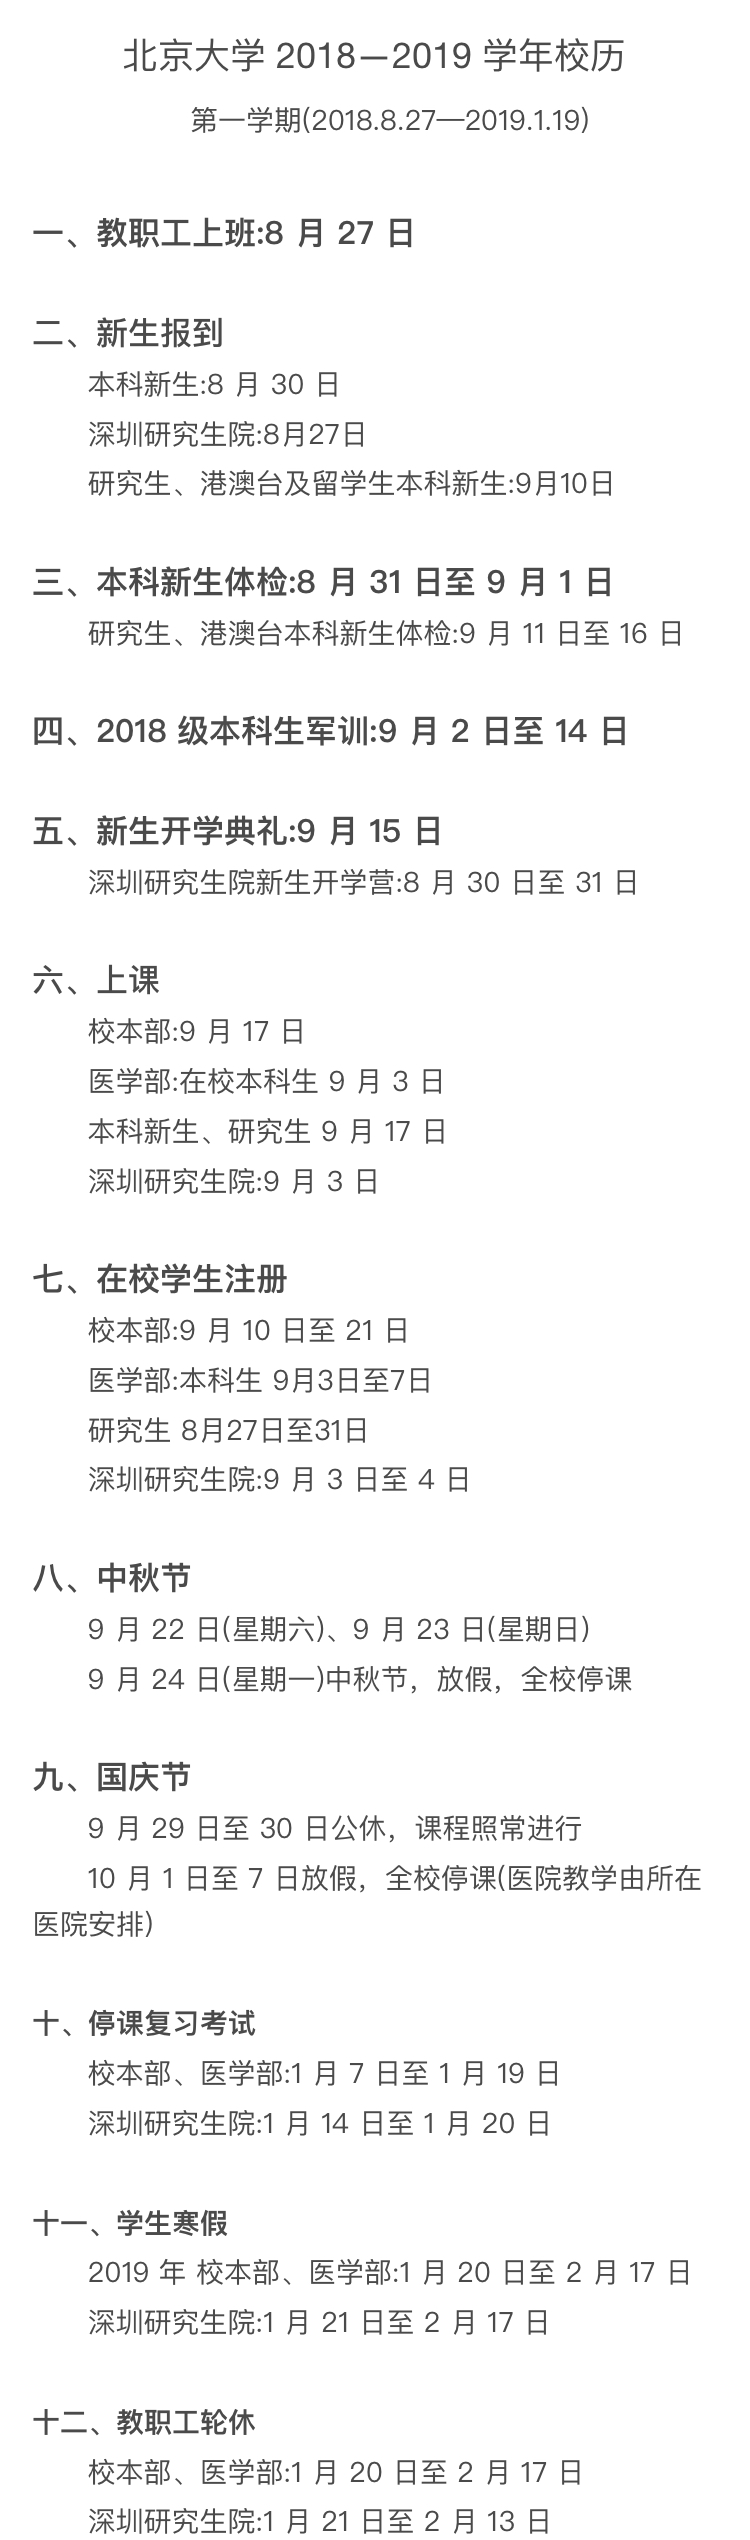 北京大学 2018—2019 学年校历
第一学期(2018.8.27—2019.1.19)
一、教职工上班:8 月 27 日
二、新生报到
本科新生:8 月 30 日
深圳研究生院:8月27日
研究生、港澳台及留学生本科新生:9月10日
三、本科新生体检:8 月 31 日至 9 月 1 日
研究生、港澳台本科新生体检:9 月 11 日至 16 日
四、2018 级本科生军训:9 月 2 日至 14 日
五、新生开学典礼:9 月 15 日
深圳研究生院新生开学营:8 月 30 日至 31 日
六、上课
校本部:9 月 17 日
医学部:在校本科生 9 月 3 日
本科新生、研究生 9 月 17 日
深圳研究生院:9 月 3 日
七、在校学生注册
校本部:9 月 10 日至 21 日
医学部:本科生 9月3日至7日
研究生 8月27日至31日
深圳研究生院:9 月 3 日至 4 日
八、中秋节
9 月 22 日(星期六)、9 月 23 日(星期日)
9 月 24 日(星期一)中秋节，放假，全校停课
九、国庆节
9 月 29 日至 30 日公休，课程照常进行
10 月 1 日至 7 日放假，全校停课(医院教学由所在
医院安排)
十、停课复习考试
校本部、医学部:1 月 7 日至 1 月 19 日
深圳研究生院:1 月 14 日至 1 月 20 日
十一、学生寒假
2019 年 校本部、医学部:1 月 20 日至 2 月 17 日
深圳研究生院:1 月 21 日至 2 月 17 日
十二、教职工轮休
校本部、医学部:1 月 20 日至 2 月 17 日
深圳研究生院:1 月 21 日至 2 月 13 日